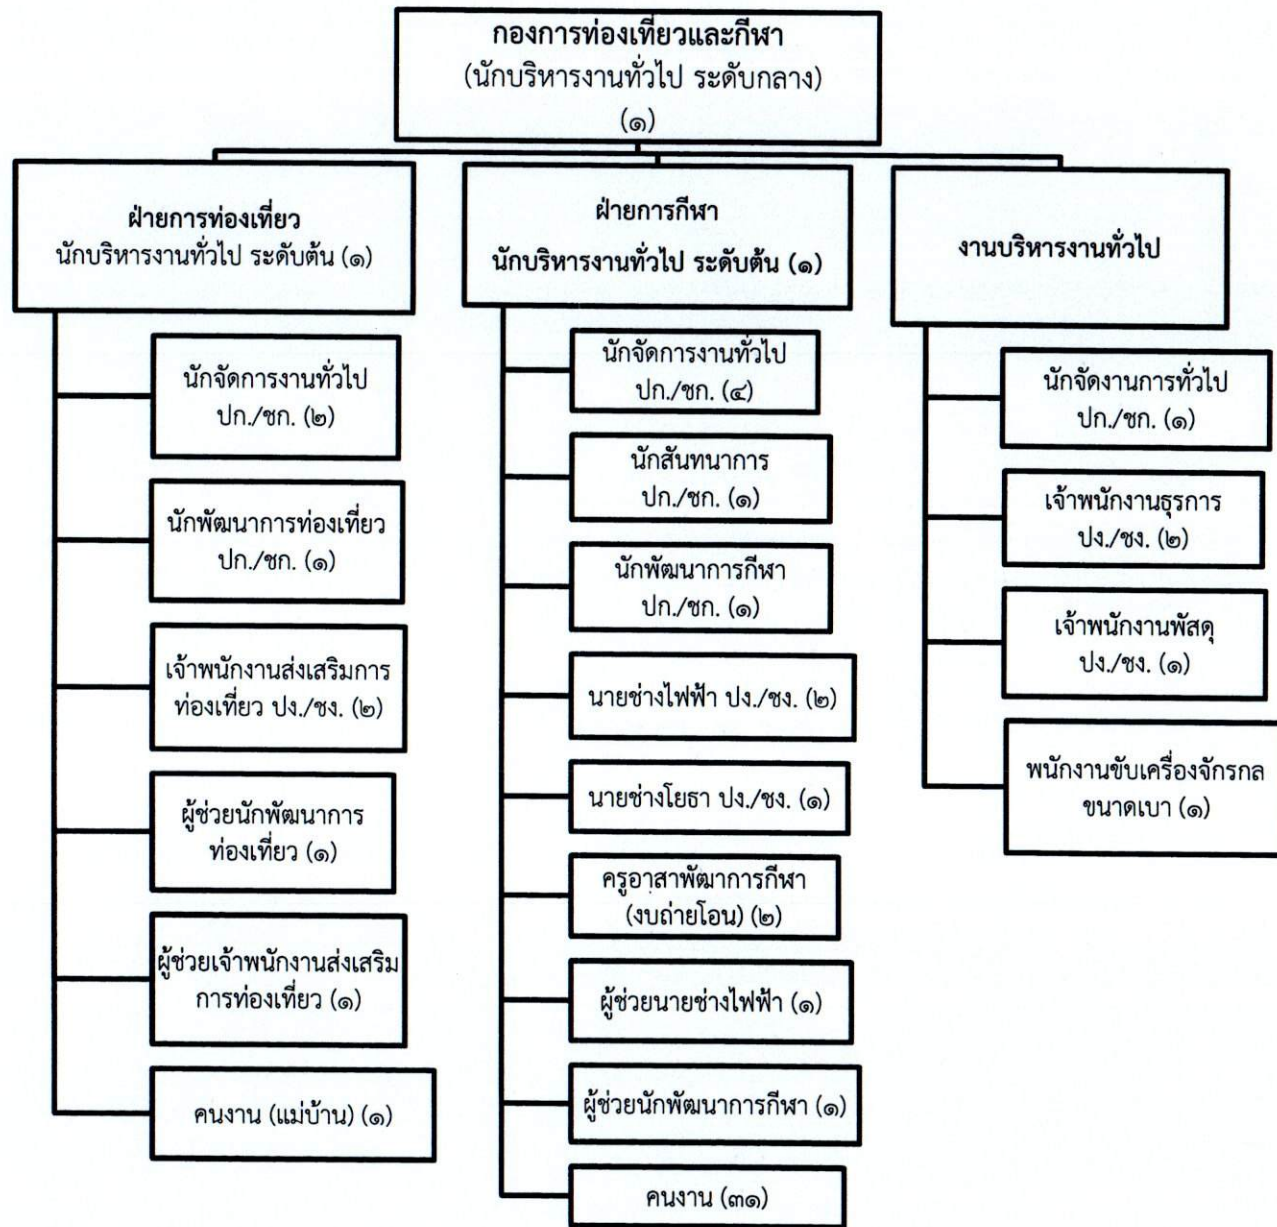 กองการท่องเที่ยวและกีฬา
(นักบริหารงานทั่วไป ระดับกลาง)
(๑)
ฝ่ายการท่องเที่ยว
นักบริหารงานทั่วไป ระดับต้น (๑)
นักจัดการงานทั่วไป
ปก./ชก. (๒)
นักพัฒนาการท่องเที่ยว
ปก./ชก. (๑)
เจ้าพนักงานส่งเสริมการ
ท่องเที่ยว ปง./ชง. (๒)
ผู้ช่วยนักพัฒนาการ
ท่องเที่ยว (๑)
ผู้ช่วยเจ้าพนักงานส่งเสริม
การท่องเที่ยว (๑)
คนงาน (แม่บ้าน) (๑)
ฝ่ายการกีฬา
นักบริหารงานทั่วไป ระดับต้น (๑)
นักจัดการงานทั่วไป
ปก./ชก. (๔)
นักสันทนาการ
ปก./ชก. (๑)
นักพัฒนาการกีฬา
ปก./ชก. (๑)
นายช่างไฟฟ้า ปง./ชง. (๒)
นายช่างโยธา ปง./ชง. (๑)
ครูอาสาพัฒาการกีฬา
(งบถ่ายโอน) (๒)
ผู้ช่วยนายช่างไฟฟ้า (๑)
ผู้ช่วยนักพัฒนาการกีฬา (๑)
คนงาน (๓๑)
งานบริหารงานทั่วไป
นักจัดงานการทั่วไป
ปก./ชก. (๑)
เจ้าพนักงานธุรการ
ปง./ชง. (๒)
เจ้าพนักงานพัสดุ
ปง./ชง. (๑)
พนักงานขับเครื่องจักรกล
ขนาดเบา (๑)